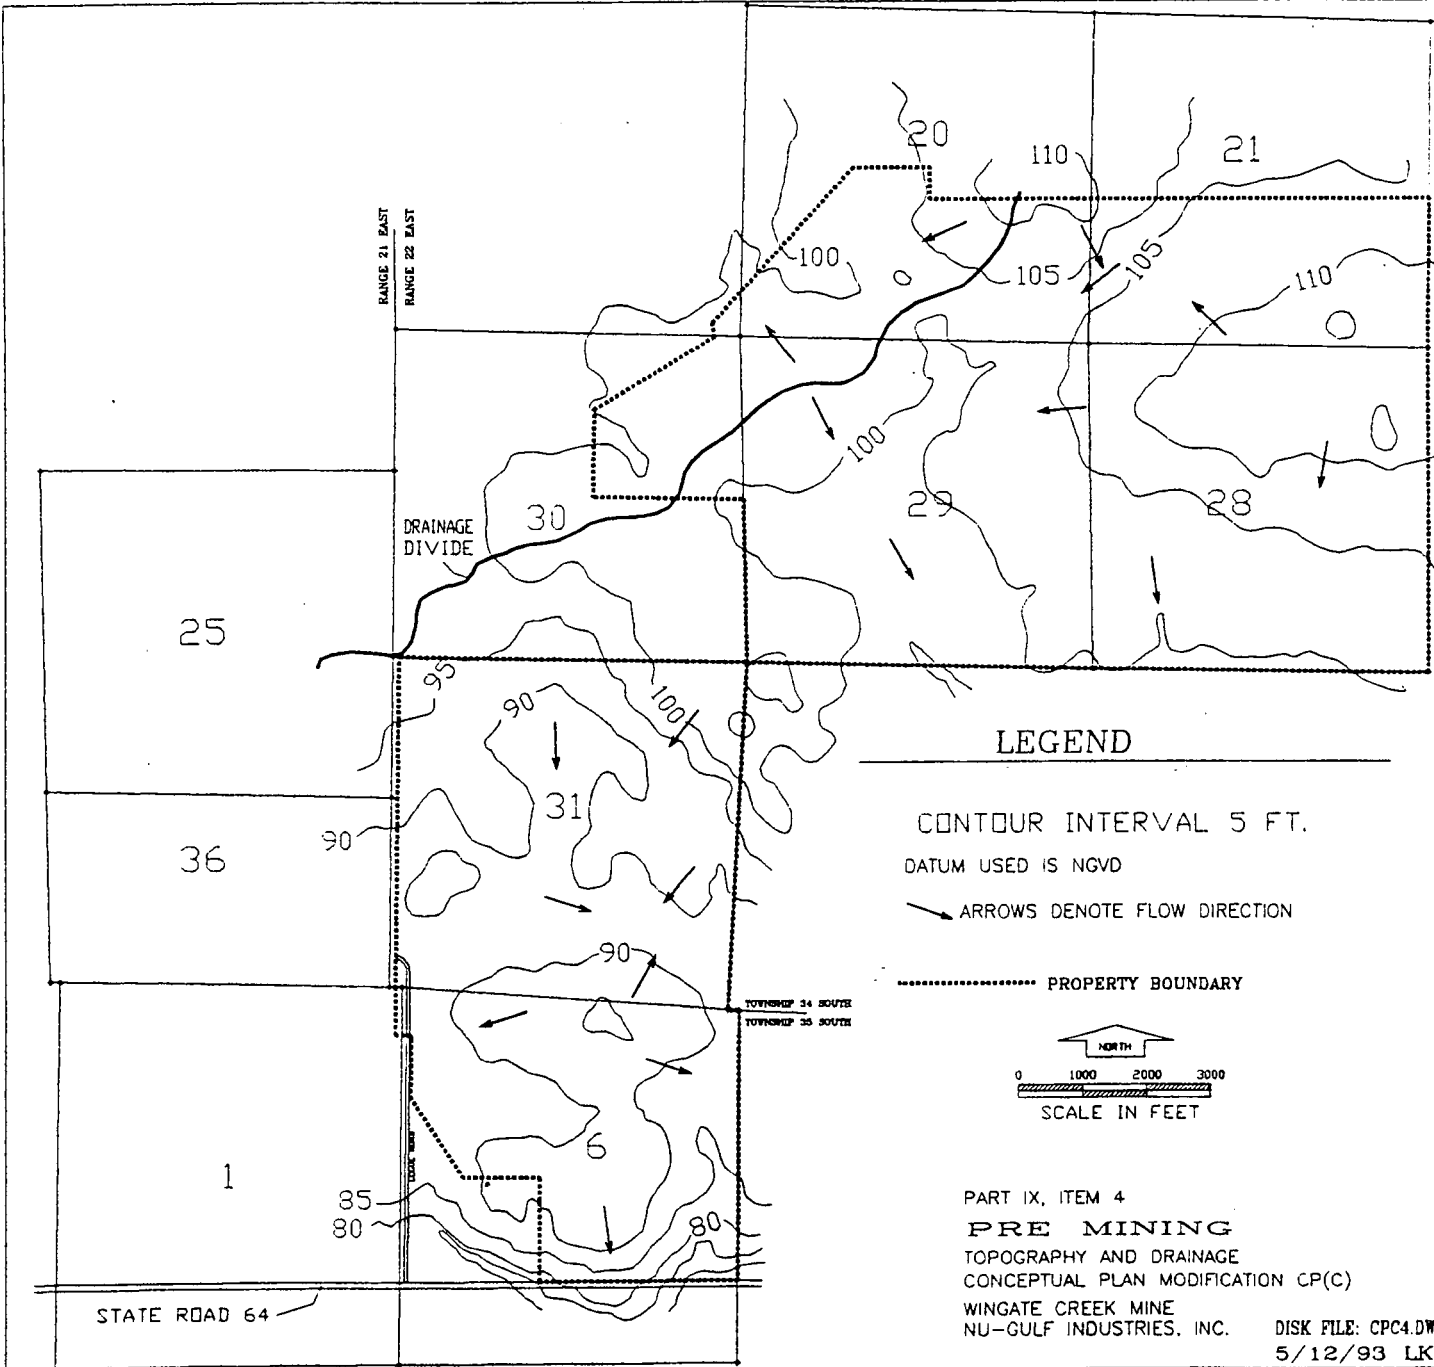 20
110
21
RANGE 21 EAST
RANGE 22 EAST
100
105
105
110
100
30
29
28
DRAINAGE
DIVIDE
25
95
90
100
LEGEND
31
90
36
CONTOUR INTERVAL 5 FT.
DATUM USED IS NGVD
ARROWS DENOTE FLOW DIRECTION
90
PROPERTY BOUNDARY
TOWNSHIP 34 SOUTH
TOWNSHIP 35 SOUTH
NORTH
0 1000 2000 3000
SCALE IN FEET
6
1
85
80
80
PART IX, ITEM 4
PRE MINING
TOPOGRAPHY AND DRAINAGE
CONCEPTUAL PLAN MODIFICATION CP(C)
WINGATE CREEK MINE
NU-GULF INDUSTRIES, INC.
STATE ROAD 64
DISK FILE: CPC4.DW
5/12/93 LK